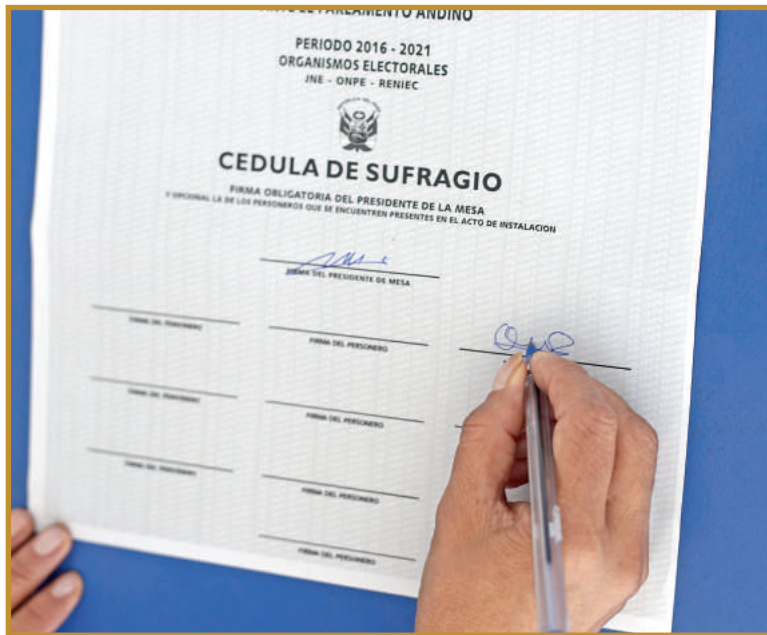 EL PARLAMENTO ANDINO
PERIODO 2016 - 2021
ORGANISMOS ELECTORALES
JNE - ONPE - RENIEC
CEDULA DE SUFRAGIO
FIRMA OBLIGATORIA DEL PRESIDENTE DE LA MESA
Y OPCIONAL LA DE LOS PERSONEROS QUE SE ENCUENTREN PRESENTES EN EL ACTO DE INSTALACION
FIRMA DEL PRESIDENTE DE MESA
FIRMA DEL PERSONERO
FIRMA DEL PERSONERO
FIRMA DEL PERSONERO
FIRMA DEL PERSONERO
FIRMA DEL PERSONERO
FIRMA DEL PERSONERO
FIRMA DEL PERSONERO